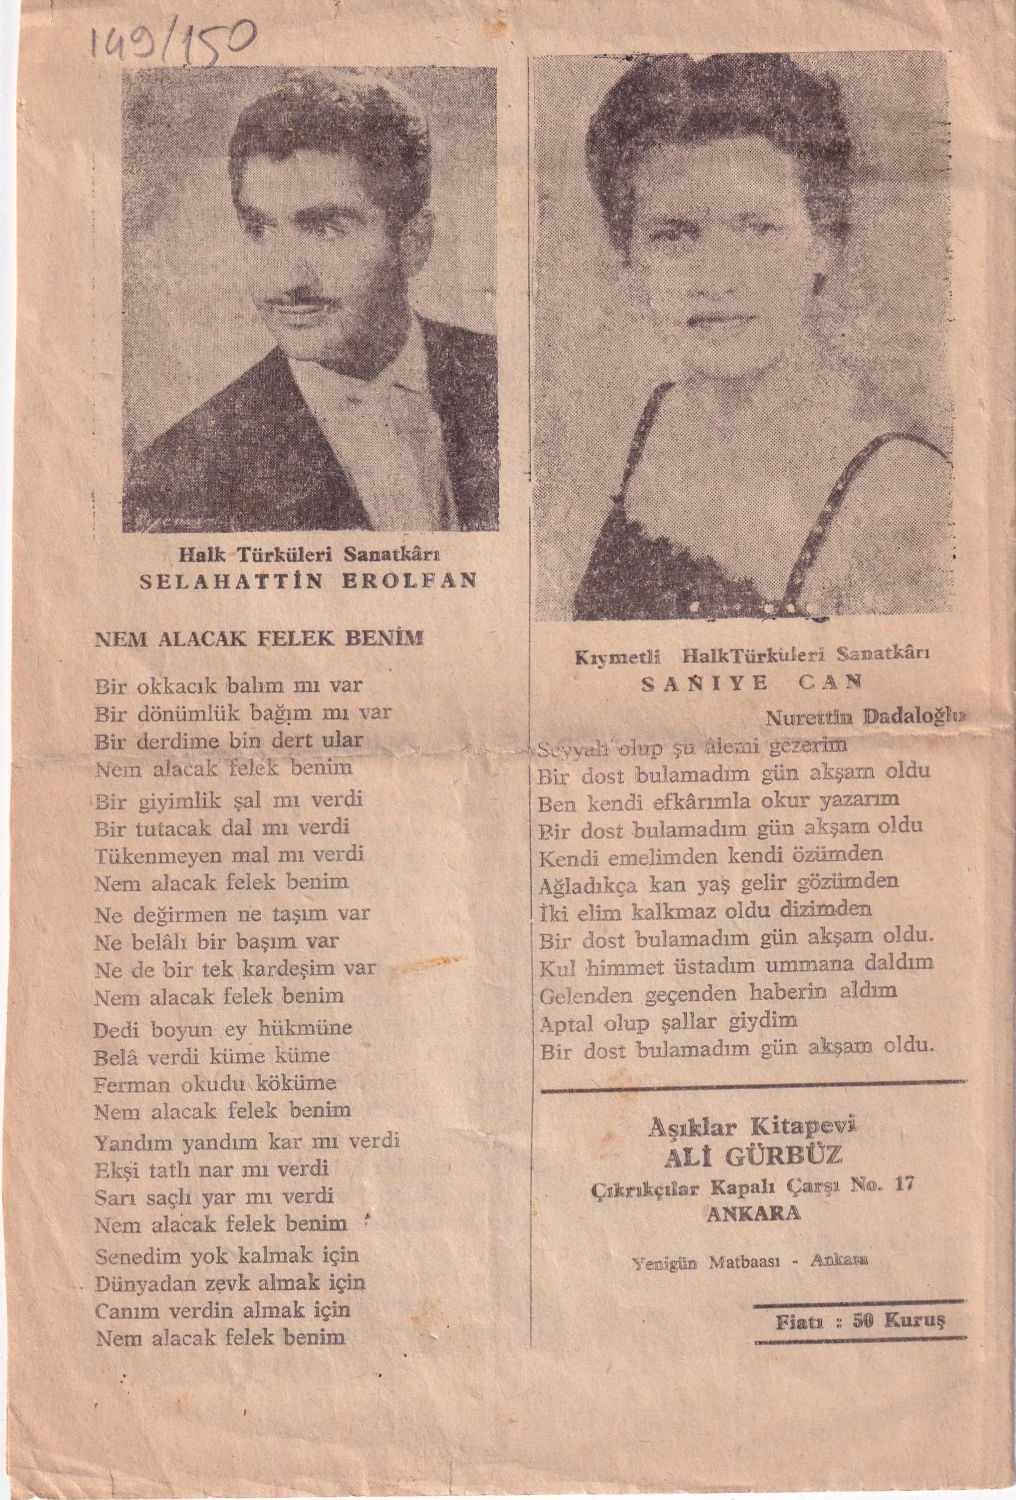 149/150
Halk Türküleri Sanatkârı
SELAHATTİN EROLFAN
NEM ALACAK FELEK BENİM
Bir okkacık balım mı var
Bir dönümlük bağım mı var
Bir derdime bin dert ular
Nem alacak felek benim
Bir giyimlik şal mı verdi
Bir tutacak dal mı verdi
Tükenmeyen mal mı verdi
Nem alacak felek benim
Ne değirmen ne taşım var
Ne belâlı bir başım var
Ne de bir tek kardeşim var
Nem alacak felek benim
Dedi boyun ey hükmüne
Belâ verdi küme küme
Ferman okudu köküme
Nem alacak felek benim
Yandım yandım kar mı verdi
Ekşi tatlı nar mı verdi
Sarı saçlı yar mı verdi
Nem alacak felek benim
Senedim yok kalmak için
Dünyadan zevk almak için
Canım verdin almak için
Nem alacak felek benim
Kıymetli HalkTürküleri Sanatkârı
SANİYE CAN
Nurettin Dadaloğlu
Seyyah olup şu âlemi gezerim
Bir dost bulamadım gün akşam oldu
Ben kendi efkârımla okur yazarım
Bir dost bulamadım gün akşam oldu
Kendi emelimden kendi özümden
Ağladıkça kan yaş gelir gözümden
İki elim kalkmaz oldu dizimden
Bir dost bulamadım gün akşam oldu.
Kul himmet üstadım ummana daldım
Gelenden geçenden haberin aldım
Aptal olup şallar giydim
Bir dost bulamadım gün akşam oldu.
Aşıklar Kitapevi
ALİ GÜRBÜZ
Çıkrıkçılar Kapalı Çarşı No. 17
ANKARA
Yenigün Matbaası - Ankara
Fiatı : 50 Kuruş